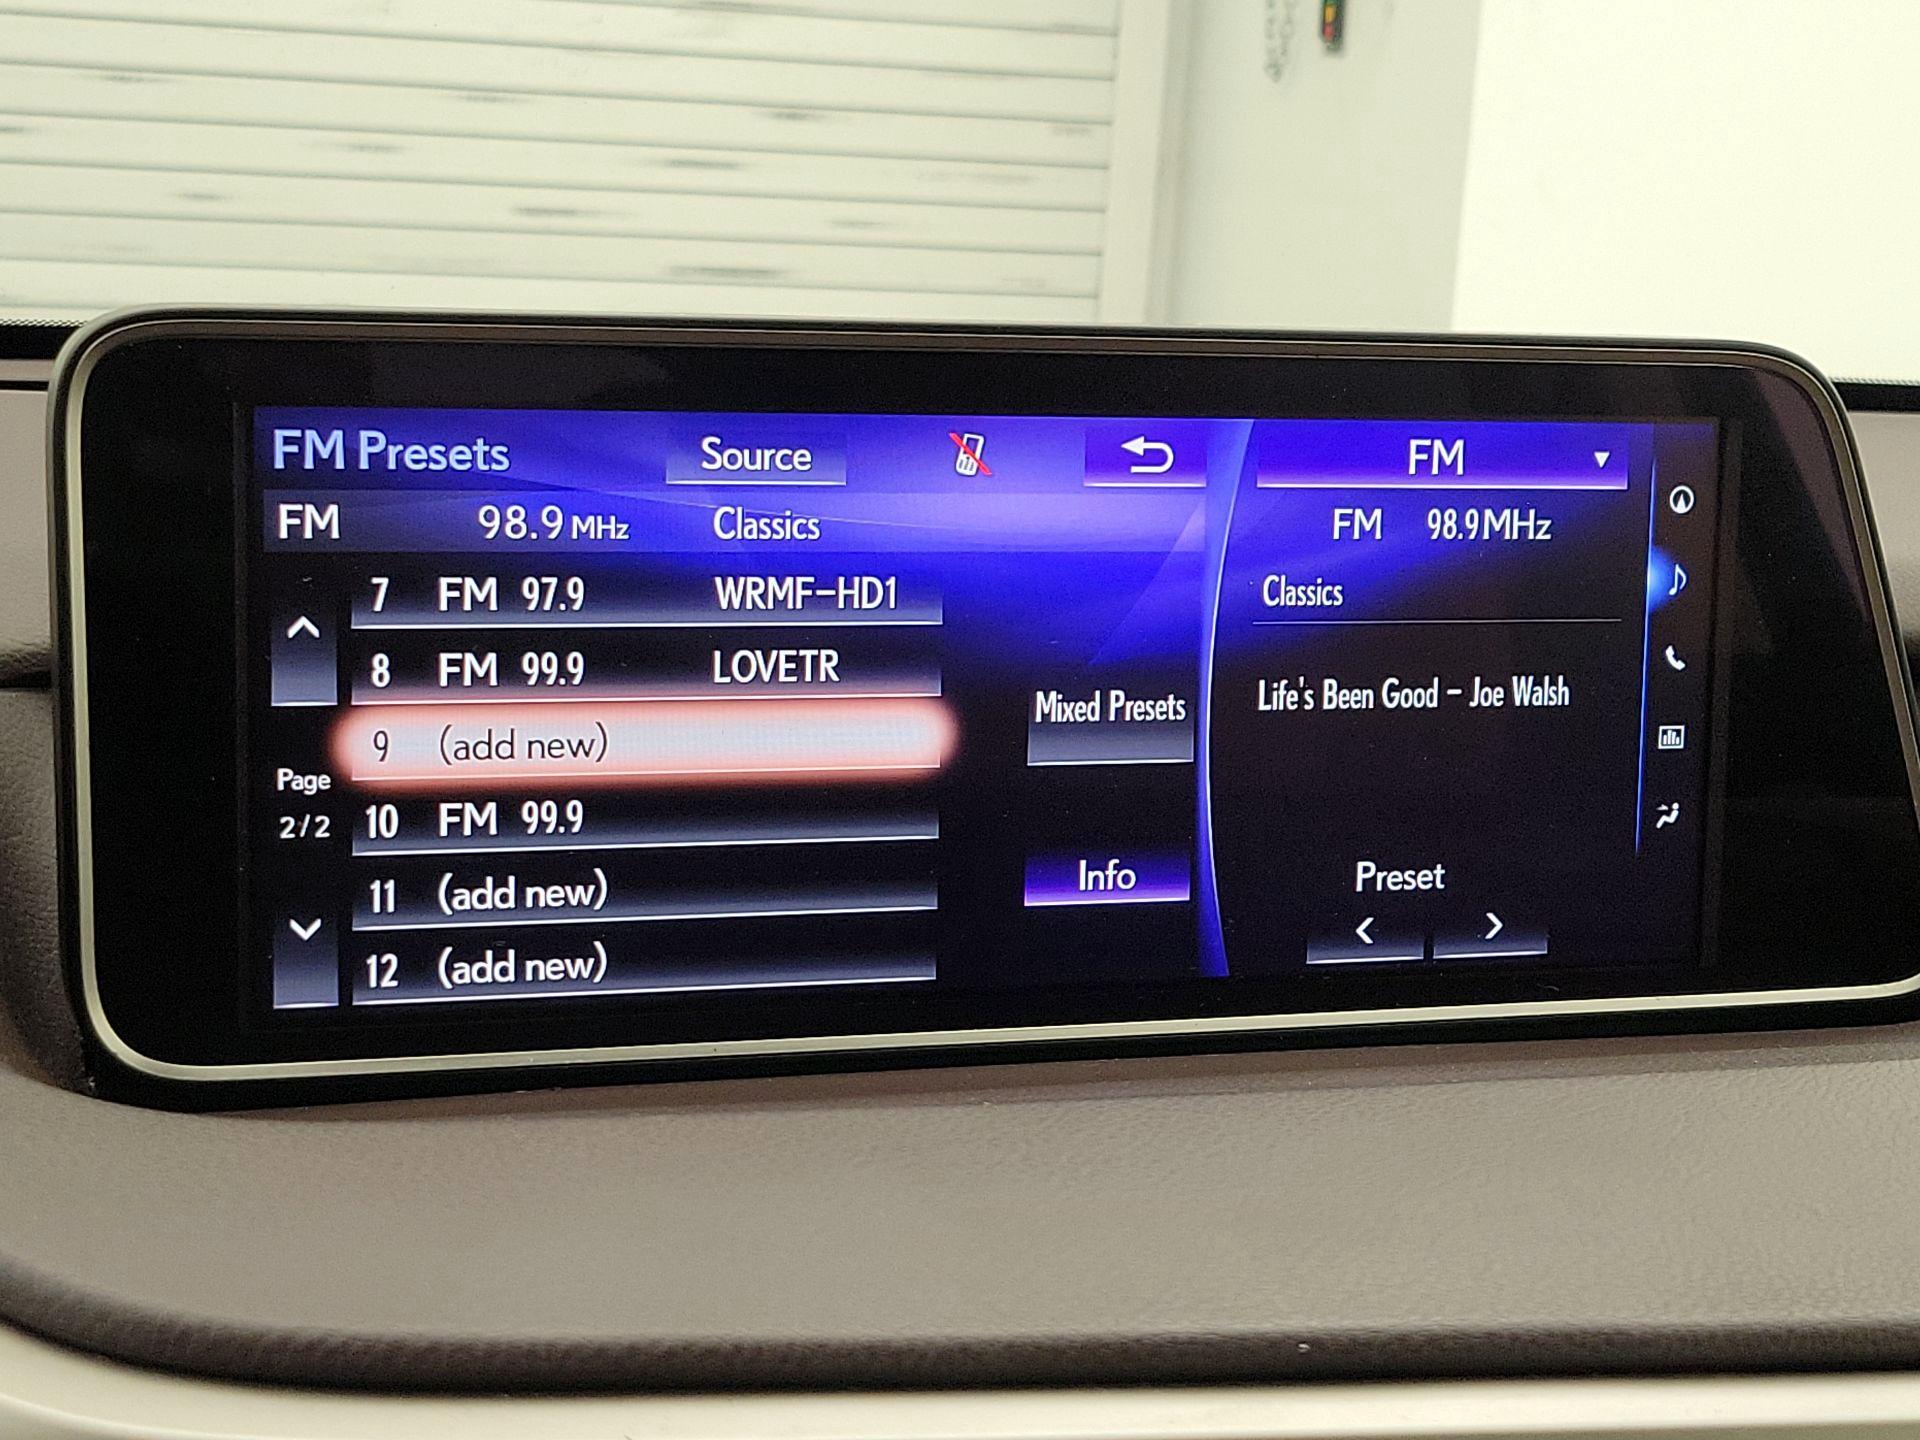 FM Presets
Source
FM 98.9 MHz Classics
7 FM 97.9 WRMF-HD1
8 FM 99.9 LOVETR
9 (add new)
10 FM 99.9
11 (add new)
12 (add new)
Page
2/2
Mixed Presets
Info
FM
FM 98.9MHz
Classics
Life's Been Good - Joe Walsh
Preset